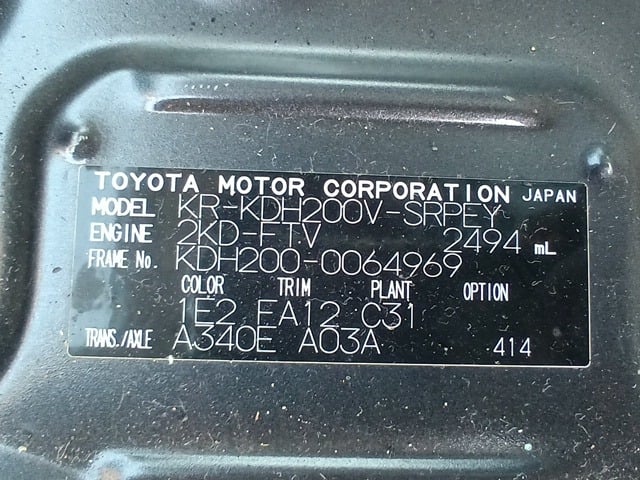 TOYOTA MOTOR CORPORATION JAPAN
MODEL KR-KDH200V-SRPEY
ENGINE 2KD-FTV 2494 mL
FRAME No. KDH200-0064969
COLOR TRIM PLANT OPTION
1E2 FA12 C31
TRANS./AXLE A340E A03A 414